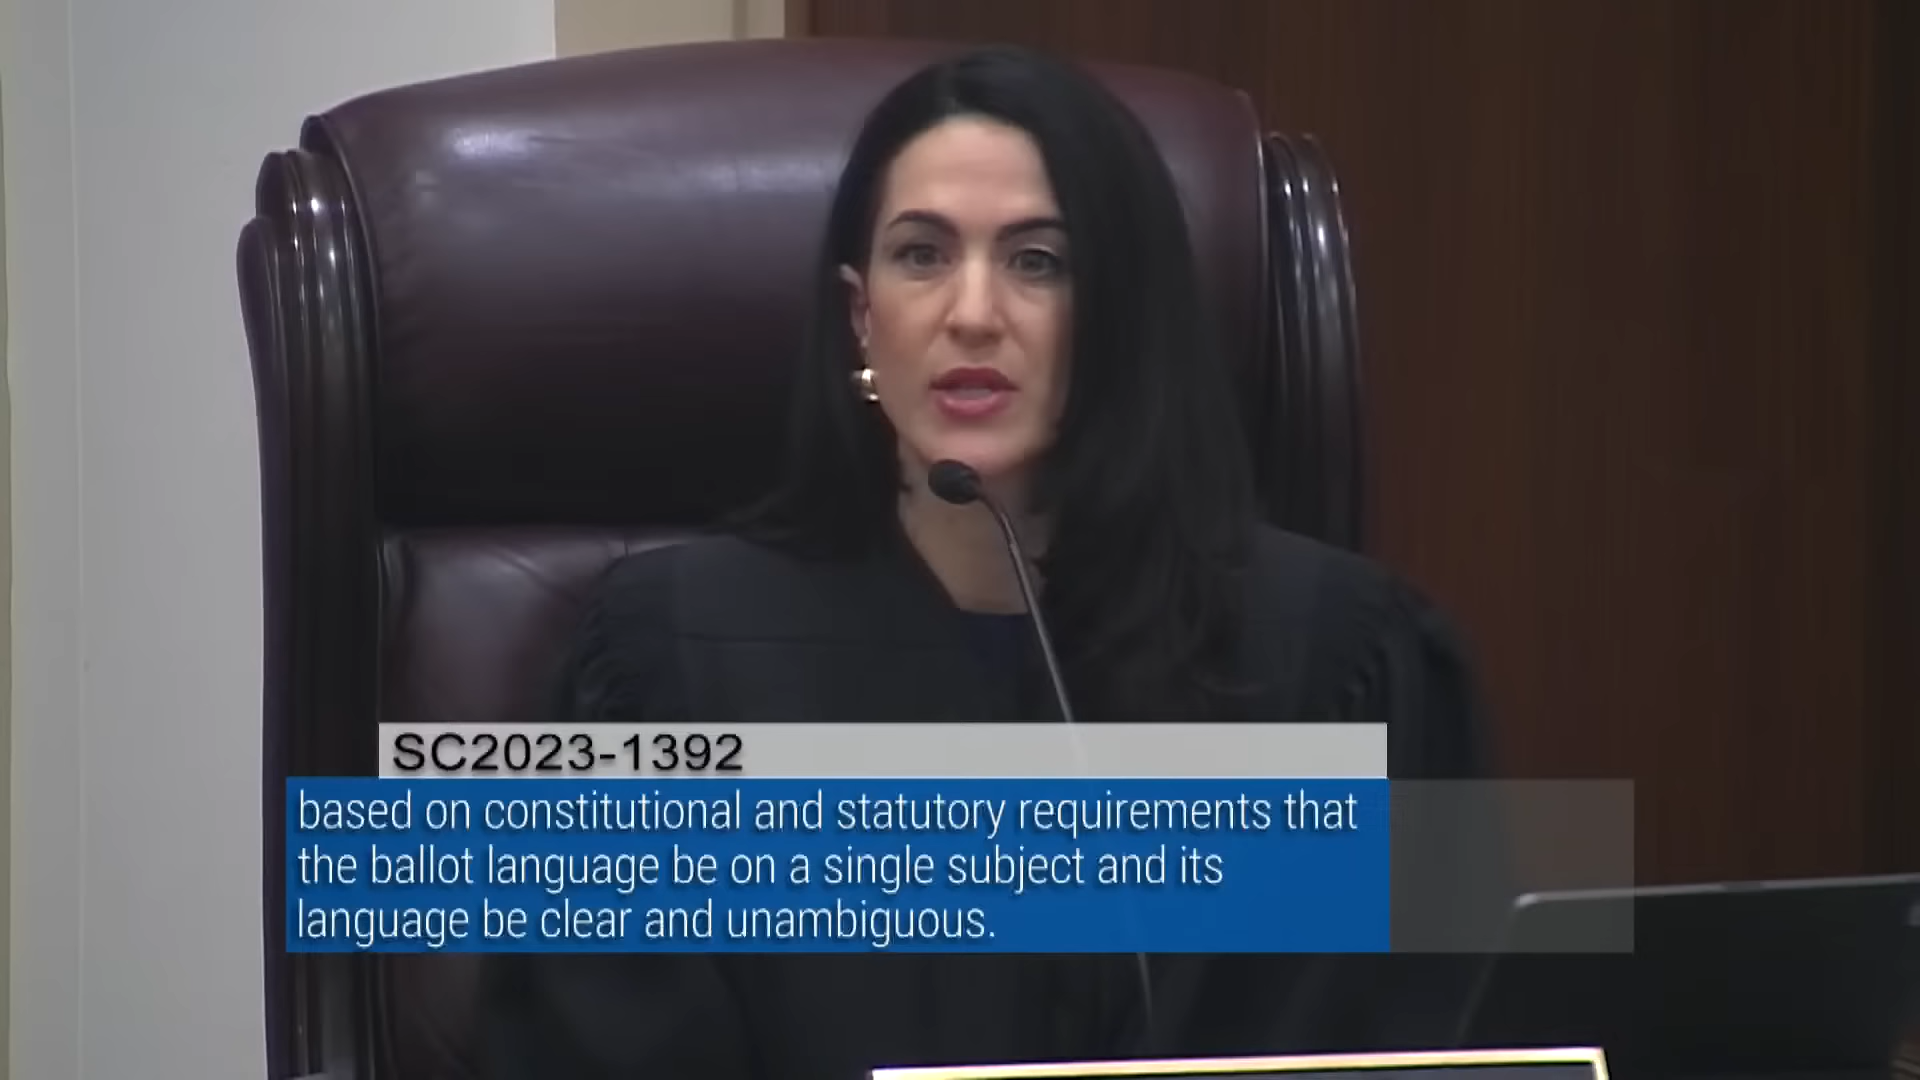 SC2023-1392
based on constitutional and statutory requirements that
the ballot language be on a single subject and its
language be clear and unambiguous.